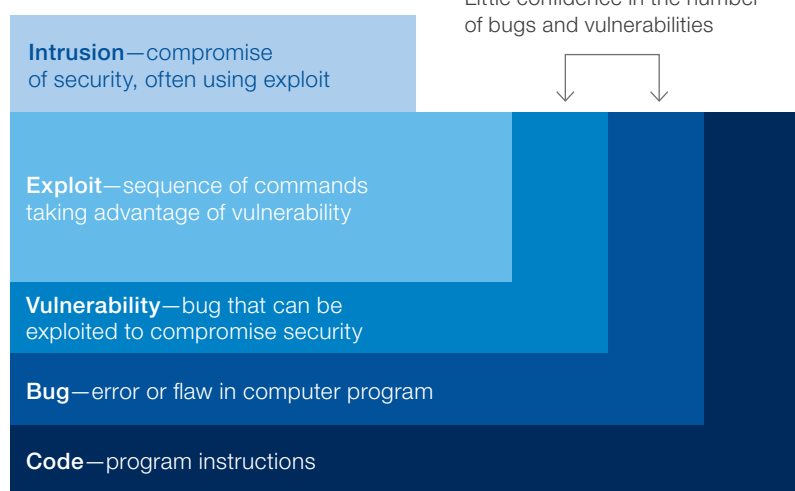 Little confidence in the number
of bugs and vulnerabilities
Intrusion—compromise
of security, often using exploit
Exploit—sequence of commands
taking advantage of vulnerability
Vulnerability—bug that can be
exploited to compromise security
Bug—error or flaw in computer program
Code—program instructions